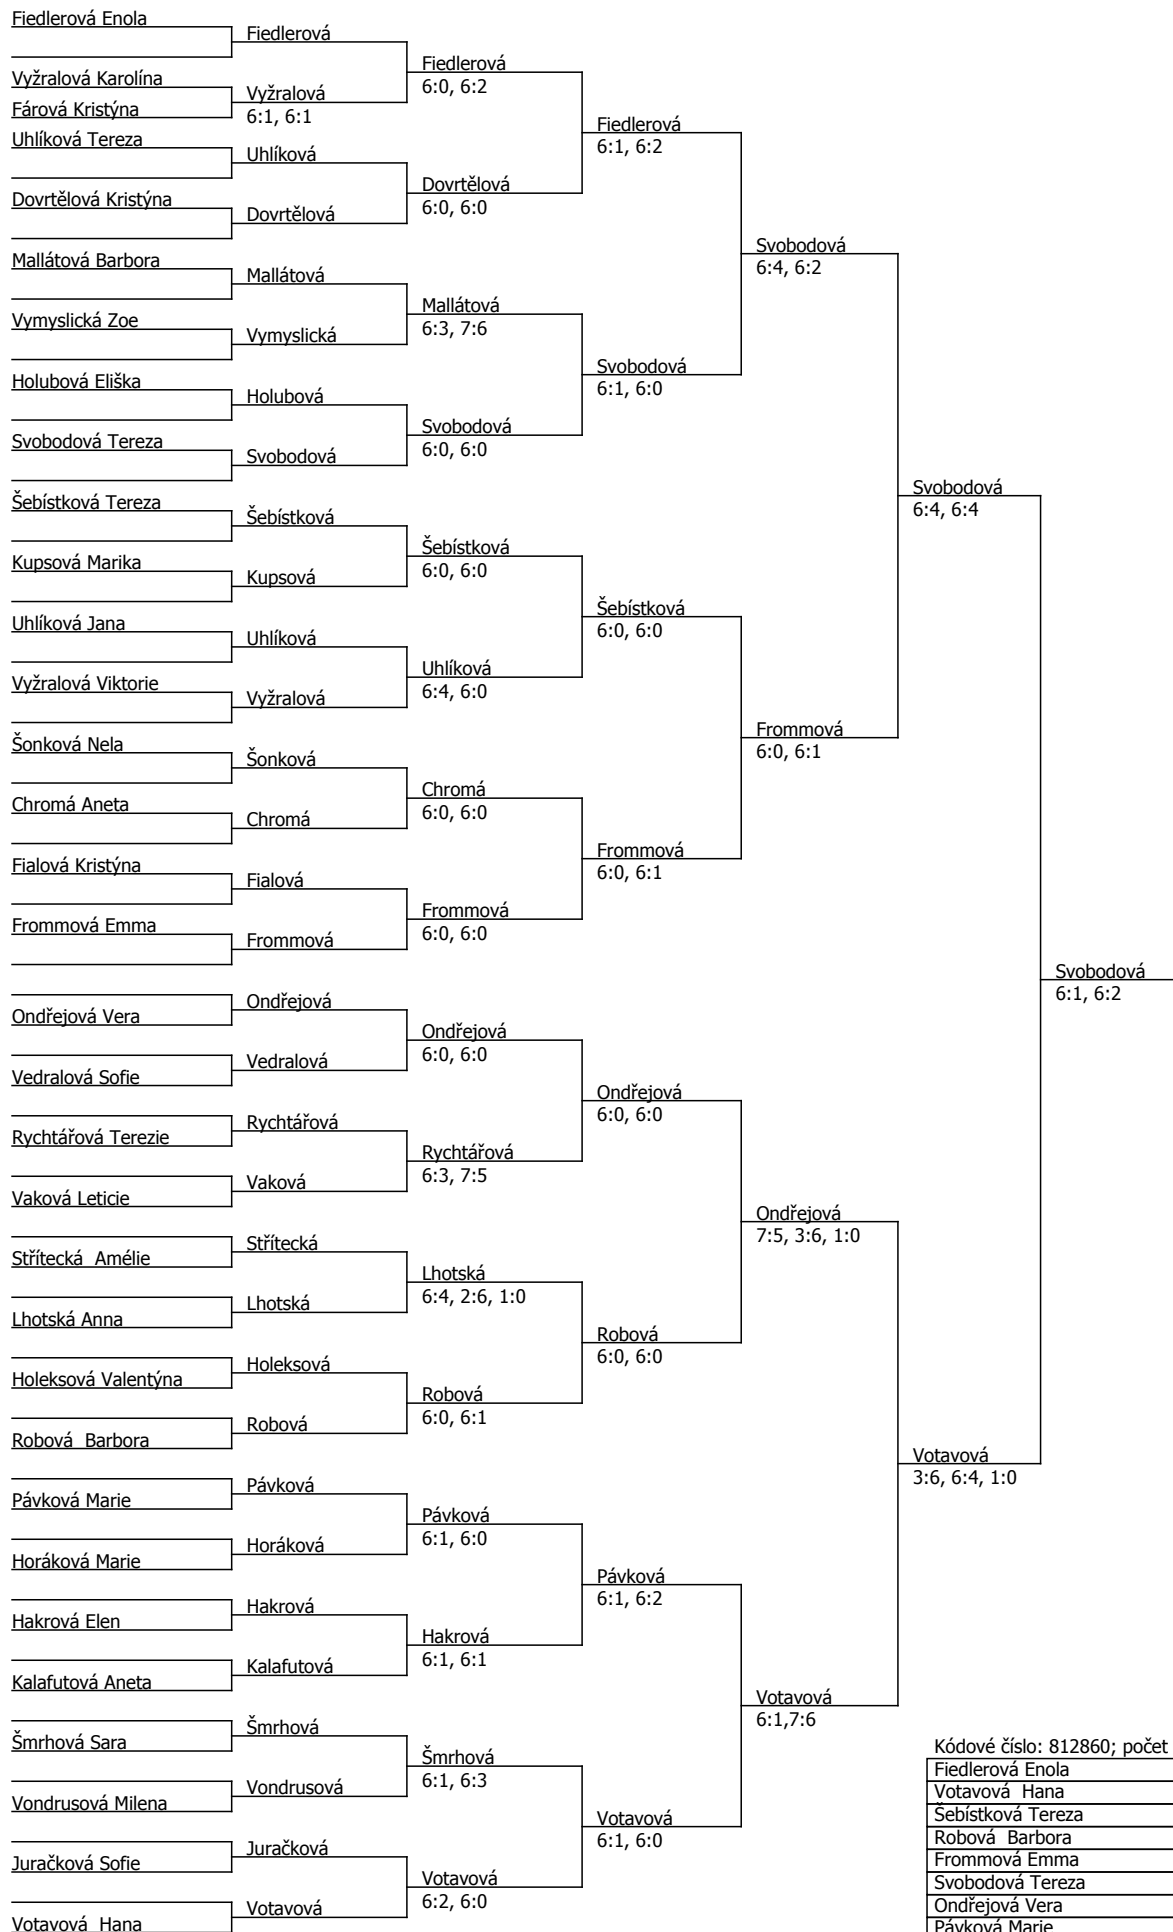 Fiedlerová Enola
Vyžralová Karolína
Fárová Kristýna
Uhlíková Tereza
Dovrtělová Kristýna
Mallátová Barbora
Vymyslická Zoe
Holubová Eliška
Svobodová Tereza
Šebístková Tereza
Kupsová Marika
Uhlíková Jana
Vyžralová Viktorie
Šonková Nela
Chromá Aneta
Fialová Kristýna
Frommová Emma
Ondřejová Vera
Vedralová Sofie
Rychtářová Terezie
Vaková Leticie
Střítecká  Amélie
Lhotská Anna
Holeksová Valentýna
Robová  Barbora
Pávková Marie
Horáková Marie
Hakrová Elen
Kalafutová Aneta
Šmrhová Sara
Vondrusová Milena
Juračková Sofie
Votavová  Hana
Fiedlerová
Vyžralová
6:1, 6:1
Uhlíková
Dovrtělová
Mallátová
Vymyslická
Holubová
Svobodová
Šebístková
Kupsová
Uhlíková
Vyžralová
Šonková
Chromá
Fialová
Frommová
Ondřejová
Vedralová
Rychtářová
Vaková
Střítecká
Lhotská
Holeksová
Robová
Pávková
Horáková
Hakrová
Kalafutová
Šmrhová
Vondrusová
Juračková
Votavová
Fiedlerová
6:0, 6:2
Dovrtělová
6:0, 6:0
Mallátová
6:3, 7:6
Svobodová
6:0, 6:0
Šebístková
6:0, 6:0
Uhlíková
6:4, 6:0
Chromá
6:0, 6:0
Frommová
6:0, 6:0
Ondřejová
6:0, 6:0
Rychtářová
6:3, 7:5
Lhotská
6:4, 2:6, 1:0
Robová
6:0, 6:1
Pávková
6:1, 6:0
Hakrová
6:1, 6:1
Šmrhová
6:1, 6:3
Votavová
6:2, 6:0
Fiedlerová
6:1, 6:2
Svobodová
6:1, 6:0
Šebístková
6:0, 6:0
Frommová
6:0, 6:1
Ondřejová
6:0, 6:0
Robová
6:0, 6:0
Pávková
6:1, 6:2
Votavová
6:1, 6:0
Svobodová
6:4, 6:2
Frommová
6:0, 6:1
Ondřejová
7:5, 3:6, 1:0
Votavová
6:1,7:6
Svobodová
6:4, 6:4
Votavová
3:6, 6:4, 1:0
Svobodová
6:1, 6:2
Kódové číslo: 812860; počet
Fiedlerová Enola
Votavová  Hana
Šebístková Tereza
Robová  Barbora
Frommová Emma
Svobodová Tereza
Ondřejová Vera
Pávková Marie